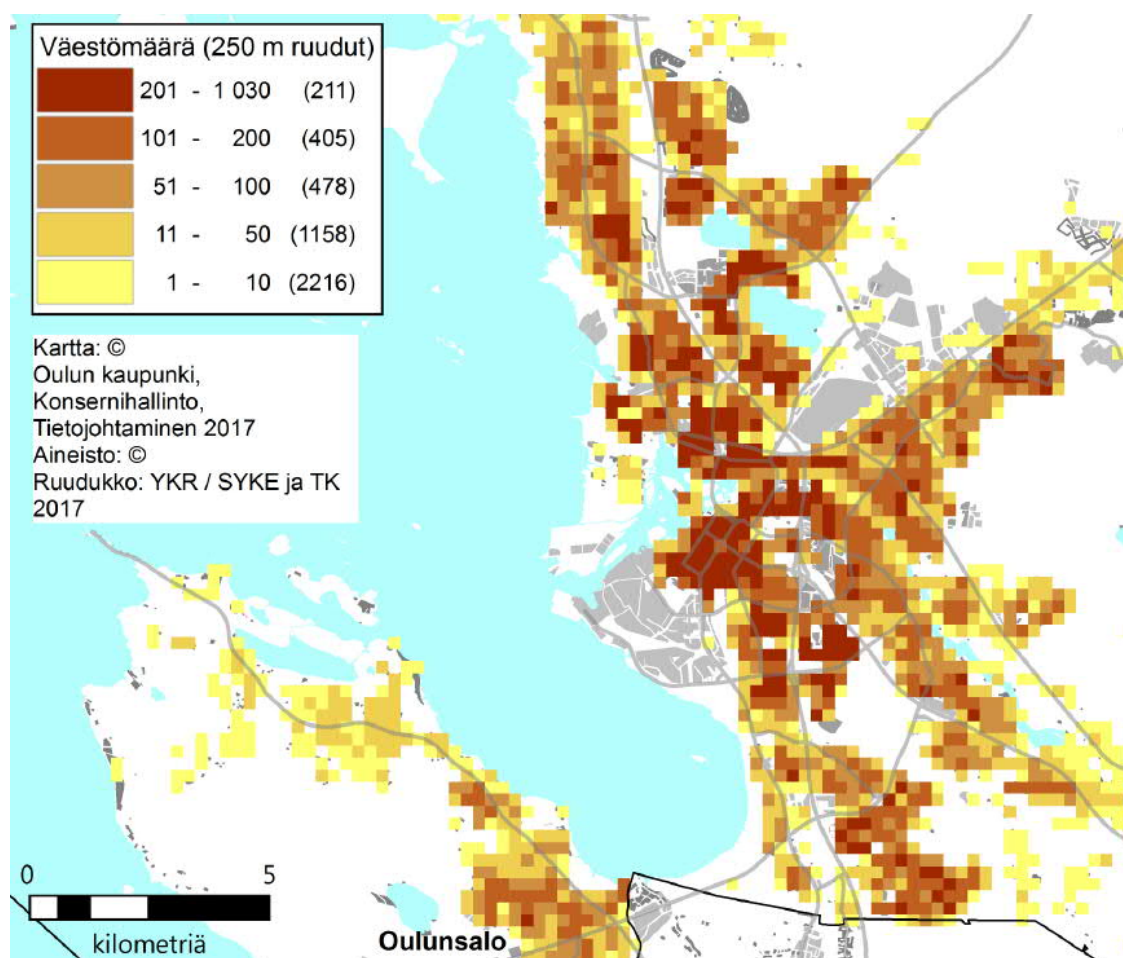 Väestömäärä (250 m ruudut)
201 - 1 030 (211)
101 - 200 (405)
51 - 100 (478)
11 - 50 (1158)
1 - 10 (2216)
Kartta: ©
Oulun kaupunki,
Konsernihallinto,
Tietojohtaminen 2017
Aineisto: ©
Ruudukko: YKR / SYKE ja TK
2017
0 5
kilometriä
Oulunsalo